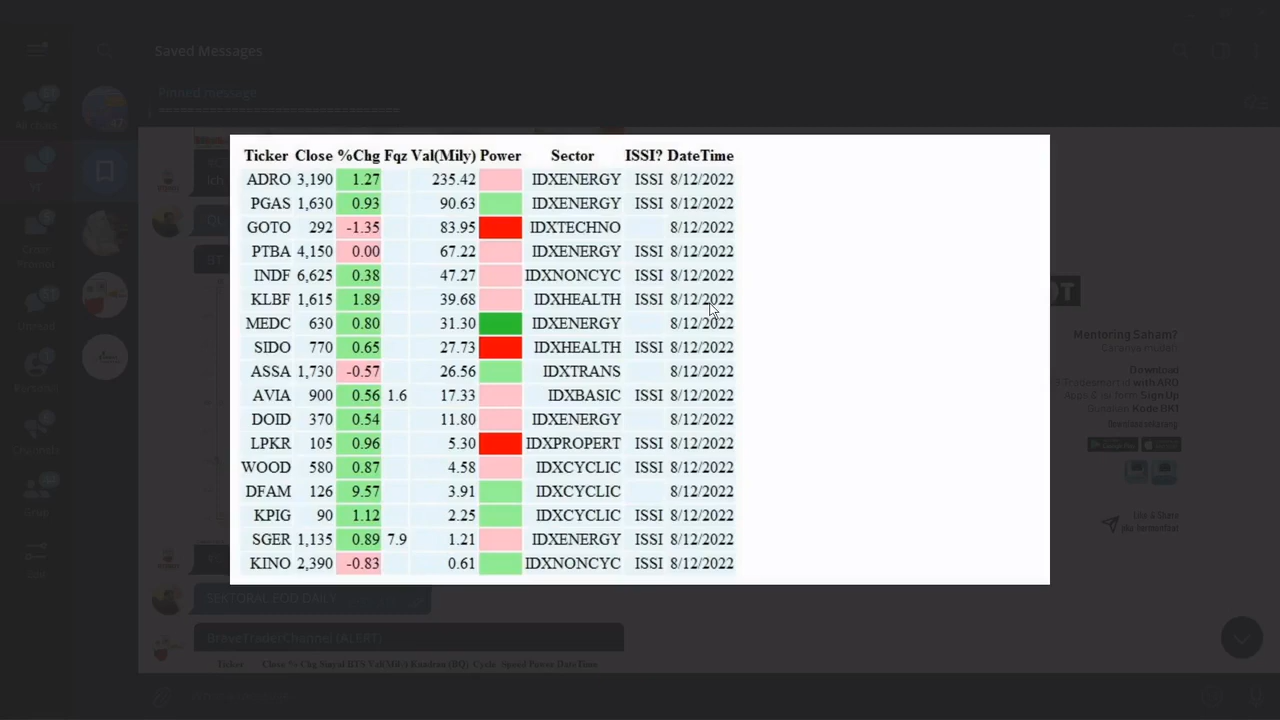 Saved Messages
Pinned message
Ticker Close %Chg Fqz Val(Mily) Power Sector ISSI? DateTime
ADRO 3,190 1.27 235.42 IDXENERGY ISSI 8/12/2022
PGAS 1,630 0.93 90.63 IDXENERGY ISSI 8/12/2022
GOTO 292 -1.35 83.95 IDXTECHNO 8/12/2022
PTBA 4,150 0.00 67.22 IDXENERGY ISSI 8/12/2022
INDF 6,625 0.38 47.27 IDXNONCYC ISSI 8/12/2022
KLBF 1,615 1.89 39.68 IDXHEALTH ISSI 8/12/2022
MEDC 630 0.80 31.30 IDXENERGY 8/12/2022
SIDO 770 0.65 27.73 IDXHEALTH ISSI 8/12/2022
ASSA 1,730 -0.57 26.56 IDXTRANS 8/12/2022
AVIA 900 0.56 1.6 17.33 IDXBASIC ISSI 8/12/2022
DOID 370 0.54 11.80 IDXENERGY 8/12/2022
LPKR 105 0.96 5.30 IDXPROPERT ISSI 8/12/2022
WOOD 580 0.87 4.58 IDXCYCLIC ISSI 8/12/2022
DFAM 126 9.57 3.91 IDXCYCLIC 8/12/2022
KPIG 90 1.12 2.25 IDXCYCLIC ISSI 8/12/2022
SGER 1,135 0.89 7.9 1.21 IDXENERGY ISSI 8/12/2022
KINO 2,390 -0.83 0.61 IDXNONCYC ISSI 8/12/2022
Mentoring Saham?
Download
with ARO
Sign Up
Kode BK1
Like & Share
SEKTORAL EOD DAILY
BraveTraderChannel (ALERT)